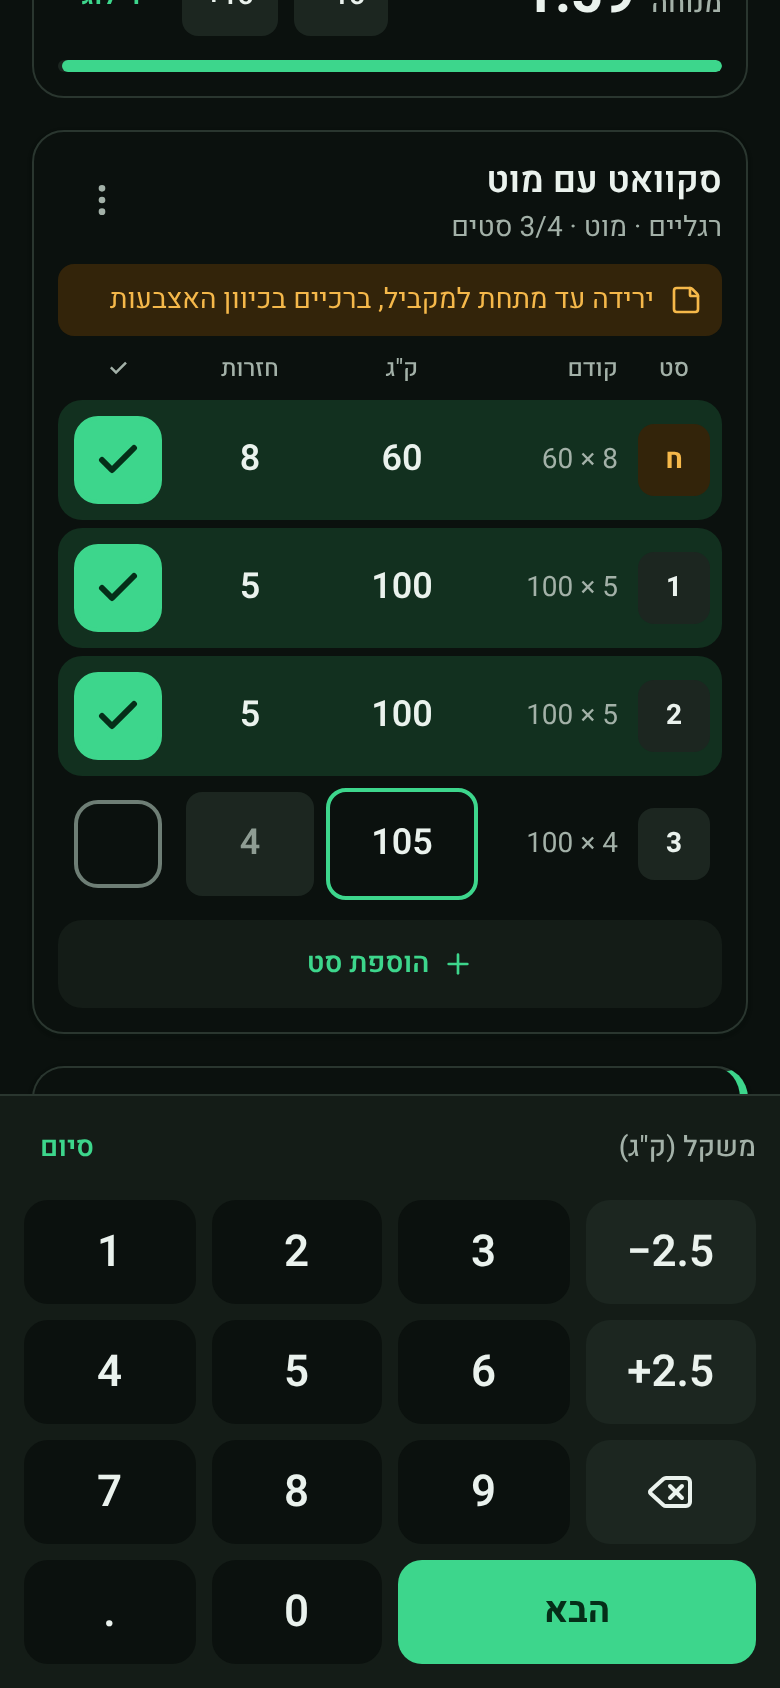 מנוחה
סקוואט עם מוט
רגליים · מוט · 3/4 סטים
ירידה עד מתחת למקביל, ברכיים בכיוון האצבעות
סט קודם ק"ג חזרות ✓
ח 60 × 8 60 8
1 100 × 5 100 5
2 100 × 5 100 5
3 100 × 4 105 4
+ הוספת סט
משקל (ק"ג) סיום
1 2 3 −2.5
4 5 6 +2.5
7 8 9
. 0 הבא